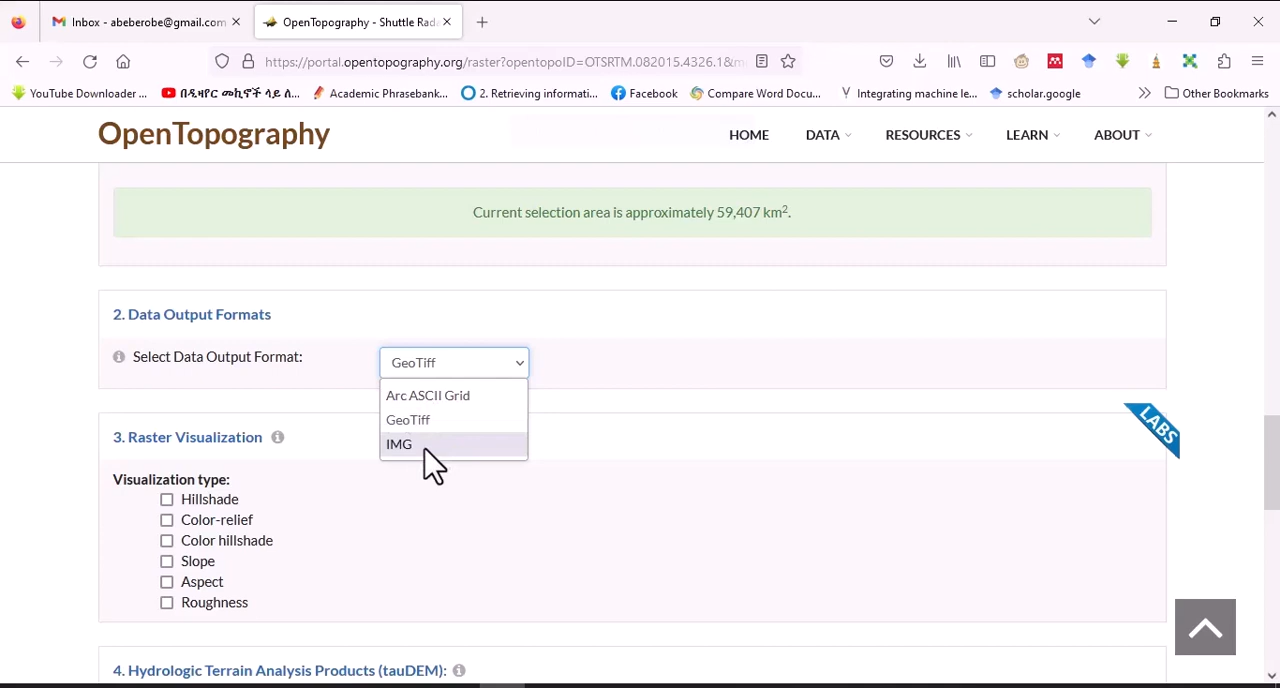 Inbox - abeberobe@gmail.com
OpenTopography - Shuttle Rada
https://portal.opentopography.org/raster?opentopoID=OTSRTM.082015.4326.1&m
YouTube Downloader ... በዲዛየር መኪኖች ላይ ለ... Academic Phrasebank... 2. Retrieving informati... Facebook Compare Word Docu... Integrating machine le... scholar.google Other Bookmarks
OpenTopography HOME DATA RESOURCES LEARN ABOUT
Current selection area is approximately 59,407 km².
2. Data Output Formats
Select Data Output Format: GeoTiff
Arc ASCII Grid
GeoTiff
IMG
LABS
3. Raster Visualization
Visualization type:
Hillshade
Color-relief
Color hillshade
Slope
Aspect
Roughness
4. Hydrologic Terrain Analysis Products (tauDEM):